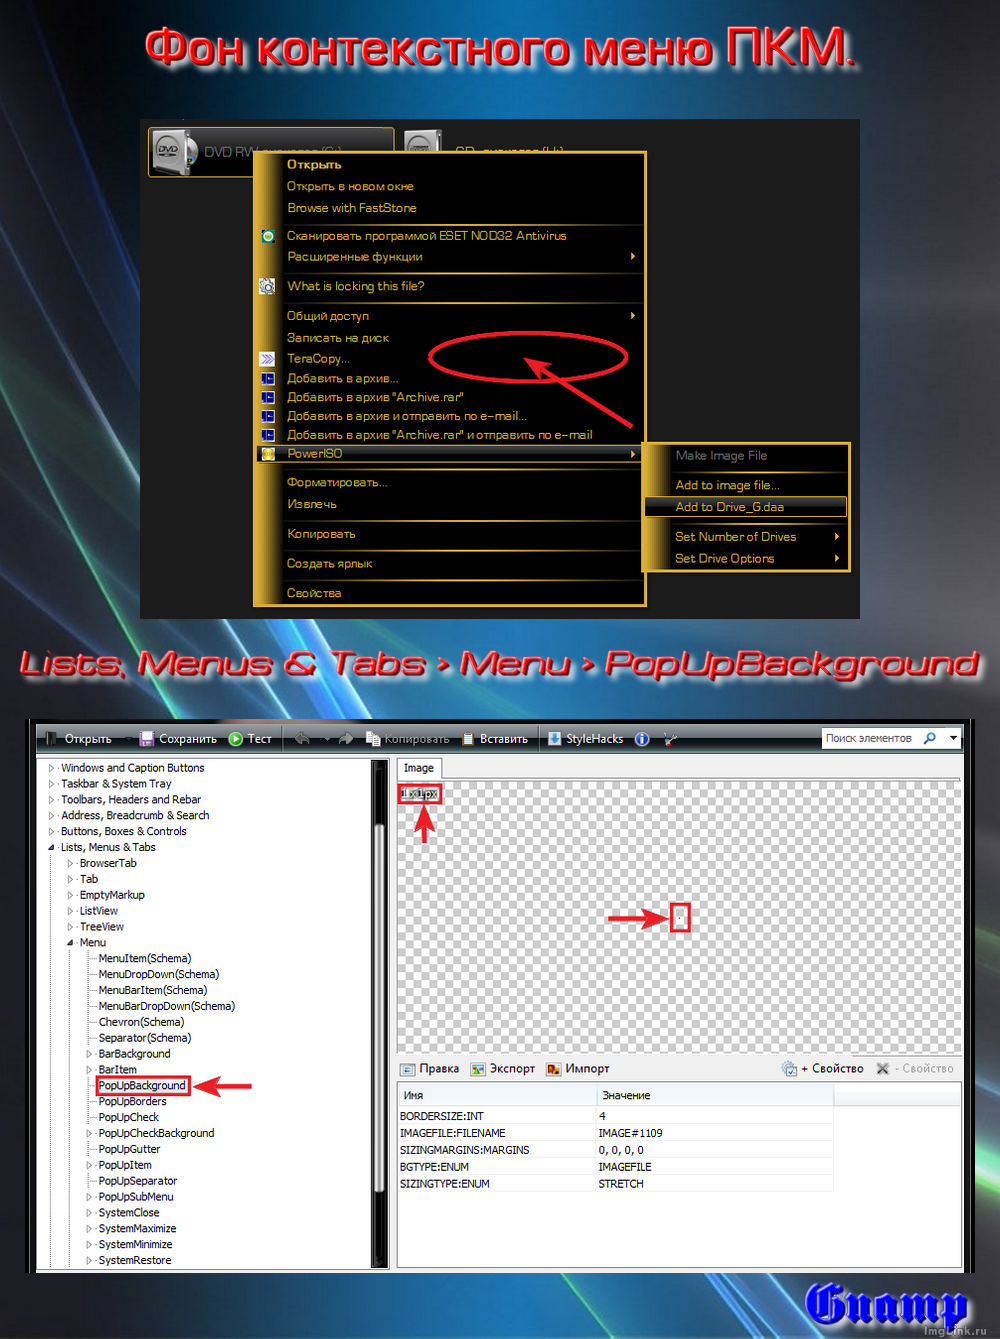 Фон контекстного меню ПКМ.
DVD RW
Открыть
Открыть в новом окне
Browse with FastStone
Сканировать программой ESET NOD32 Antivirus
Расширенные функции
What is locking this file?
Общий доступ
Записать на диск
TeraCopy...
Добавить в архив...
Добавить в архив "Archive.rar"
Добавить в архив и отправить по e-mail...
Добавить в архив "Archive.rar" и отправить по e-mail
PowerISO
Форматировать...
Извлечь
Копировать
Создать ярлык
Свойства
Make Image File
Add to image file...
Add to Drive_G.daa
Set Number of Drives
Set Drive Options
Lists, Menus & Tabs > Menu > PopUpBackground
Открыть Сохранить Тест Копировать Вставить StyleHacks Поиск элементов
Windows and Caption Buttons
Taskbar & System Tray
Toolbars, Headers and Rebar
Address, Breadcrumb & Search
Buttons, Boxes & Controls
Lists, Menus & Tabs
BrowserTab
Tab
EmptyMarkup
ListView
TreeView
Menu
MenuItem(Schema)
MenuDropDown(Schema)
MenuBarItem(Schema)
MenuBarDropDown(Schema)
Chevron(Schema)
Separator(Schema)
BarBackground
BarItem
PopUpBackground
PopUpBorders
PopUpCheck
PopUpCheckBackground
PopUpGutter
PopUpItem
PopUpSeparator
PopUpSubMenu
SystemClose
SystemMaximize
SystemMinimize
SystemRestore
Image
1x1px
Правка Экспорт Импорт + Свойство - Свойство
Имя Значение
BORDERSIZE:INT 4
IMAGEFILE:FILENAME IMAGE#1109
SIZINGMARGINS:MARGINS 0, 0, 0, 0
BGTYPE:ENUM IMAGEFILE
SIZINGTYPE:ENUM STRETCH
Guamp
ImgLink.ru